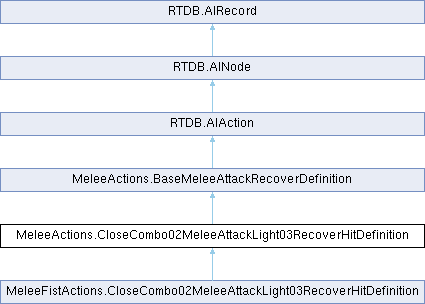 RTDB.AIRecord
RTDB.AINode
RTDB.AIAction
MeleeActions.BaseMeleeAttackRecoverDefinition
MeleeActions.CloseCombo02MeleeAttackLight03RecoverHitDefinition
MeleeFistActions.CloseCombo02MeleeAttackLight03RecoverHitDefinition